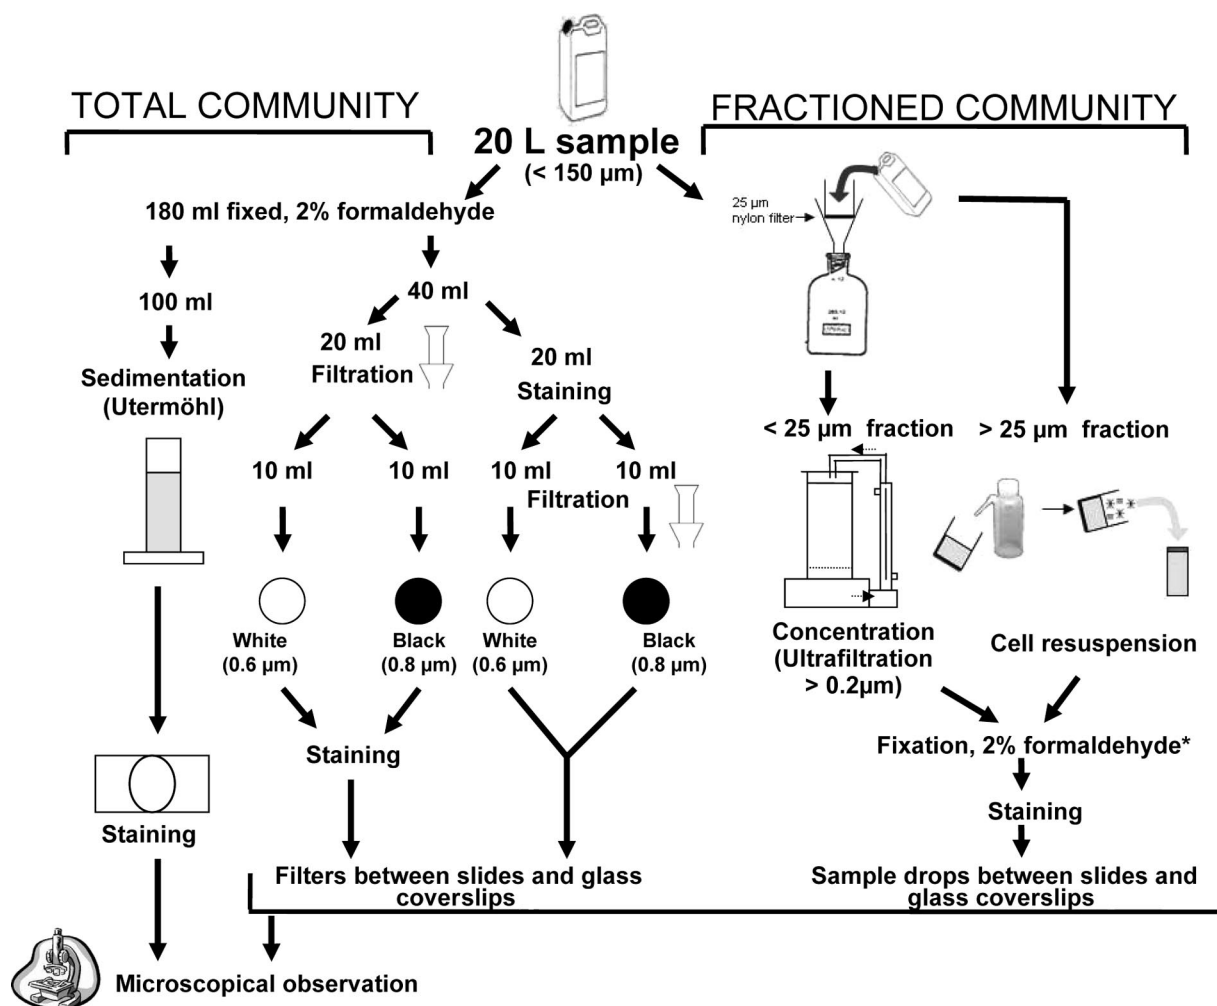 TOTAL COMMUNITY
FRACTIONED COMMUNITY
20 L sample
(< 150 µm)
180 ml fixed, 2% formaldehyde
100 ml
Sedimentation
(Utermöhl)
40 ml
20 ml
Filtration
20 ml
Staining
10 ml
10 ml
10 ml
10 ml
Filtration
White
(0.6 µm)
Black
(0.8 µm)
White
(0.6 µm)
Black
(0.8 µm)
Staining
Staining
Filters between slides and glass
coverslips
25 µm
nylon filter
< 25 µm fraction
> 25 µm fraction
Concentration
(Ultrafiltration
> 0.2µm)
Cell resuspension
Fixation, 2% formaldehyde*
Staining
Sample drops between slides and
glass coverslips
Microscopical observation